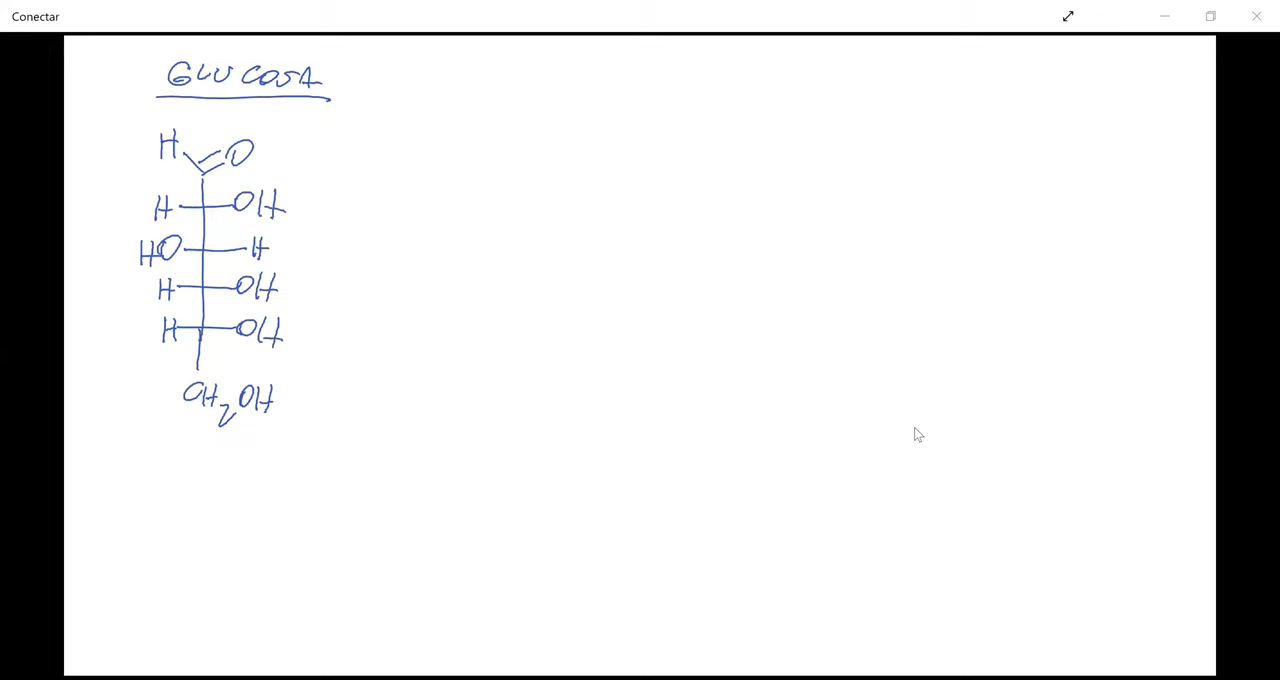 Conectar
GLUCOSA
H O
H OH
HO H
H OH
H OH
CH2OH